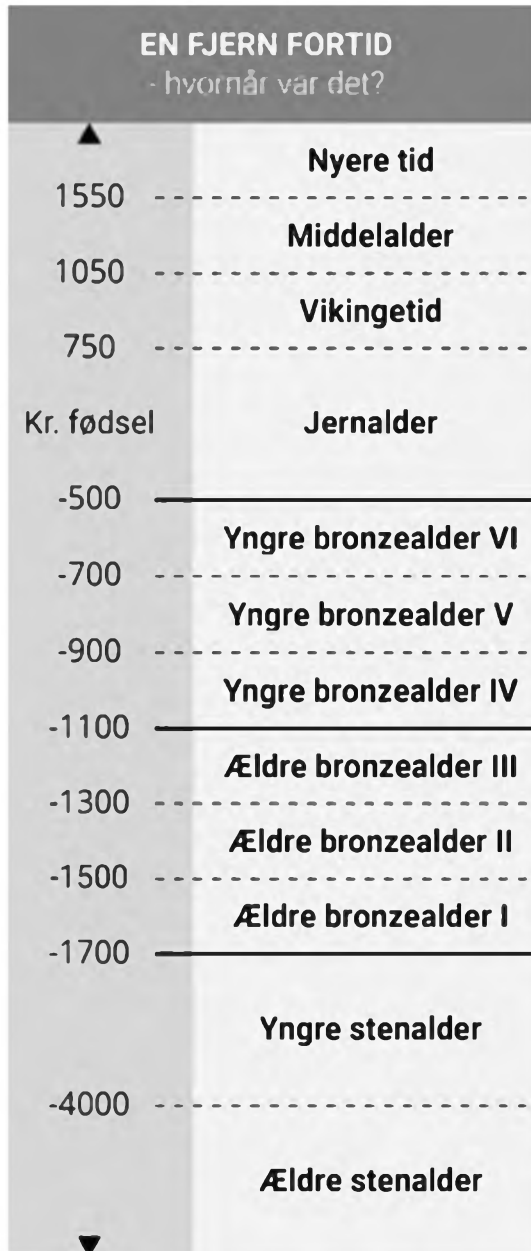 EN FJERN FORTID
- hvornår var det?
Nyere tid
1550
Middelalder
1050
Vikingetid
750
Kr. fødsel Jernalder
-500
Yngre bronzealder VI
-700
Yngre bronzealder V
-900
Yngre bronzealder IV
-1100
Ældre bronzealder III
-1300
Ældre bronzealder II
-1500
Ældre bronzealder I
-1700
Yngre stenalder
-4000
Ældre stenalder